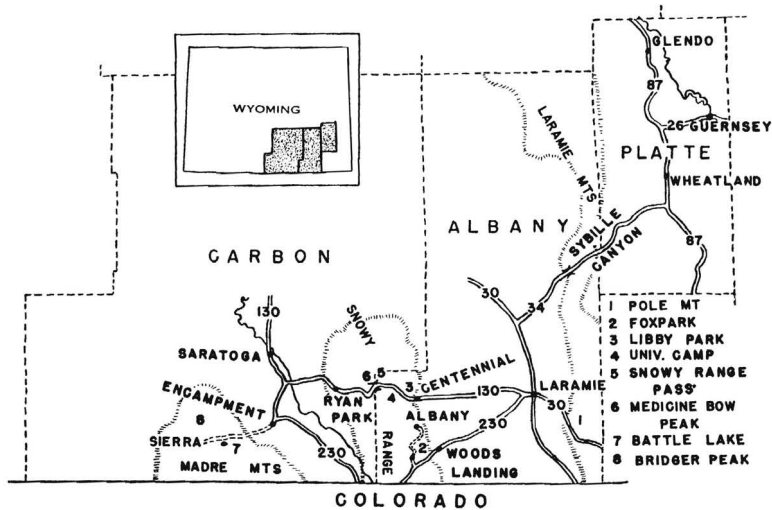 GLENDO
87
26 GUERNSEY
PLATTE
WHEATLAND
87
WYOMING
LARAMIE MTS
ALBANY
SYBILLE
CANYON
CARBON
30
34
130
SNOWY
SARATOGA
6 5
4
3
CENTENNIAL
130
LARAMIE
30
1
ENCAMPMENT
RYAN
PARK
ALBANY
230
8
SIERRA
7
MADRE MTS
230
RANGE
2
WOODS
LANDING
COLORADO
1 POLE MT
2 FOXPARK
3 LIBBY PARK
4 UNIV. CAMP
5 SNOWY RANGE
PASS
6 MEDICINE BOW
PEAK
7 BATTLE LAKE
8 BRIDGER PEAK